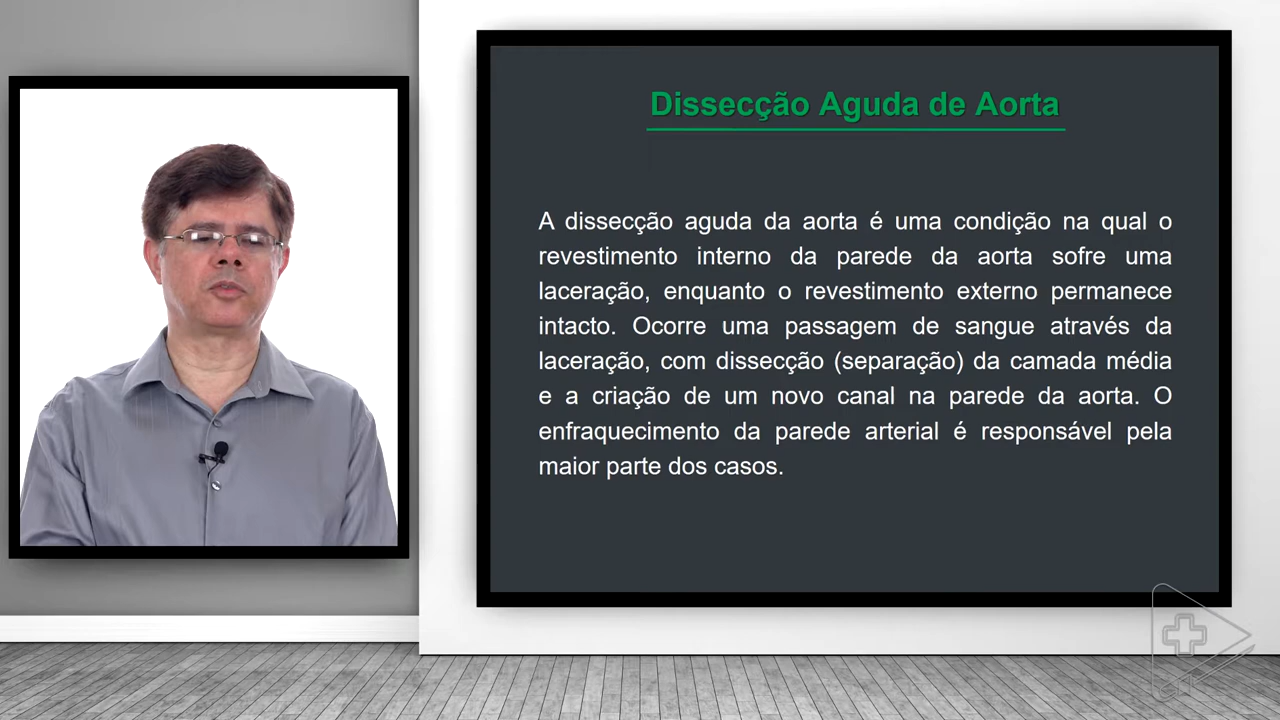 Dissecção Aguda de Aorta
A dissecção aguda da aorta é uma condição na qual o
revestimento interno da parede da aorta sofre uma
laceração, enquanto o revestimento externo permanece
intacto. Ocorre uma passagem de sangue através da
laceração, com dissecção (separação) da camada média
e a criação de um novo canal na parede da aorta. O
enfraquecimento da parede arterial é responsável pela
maior parte dos casos.